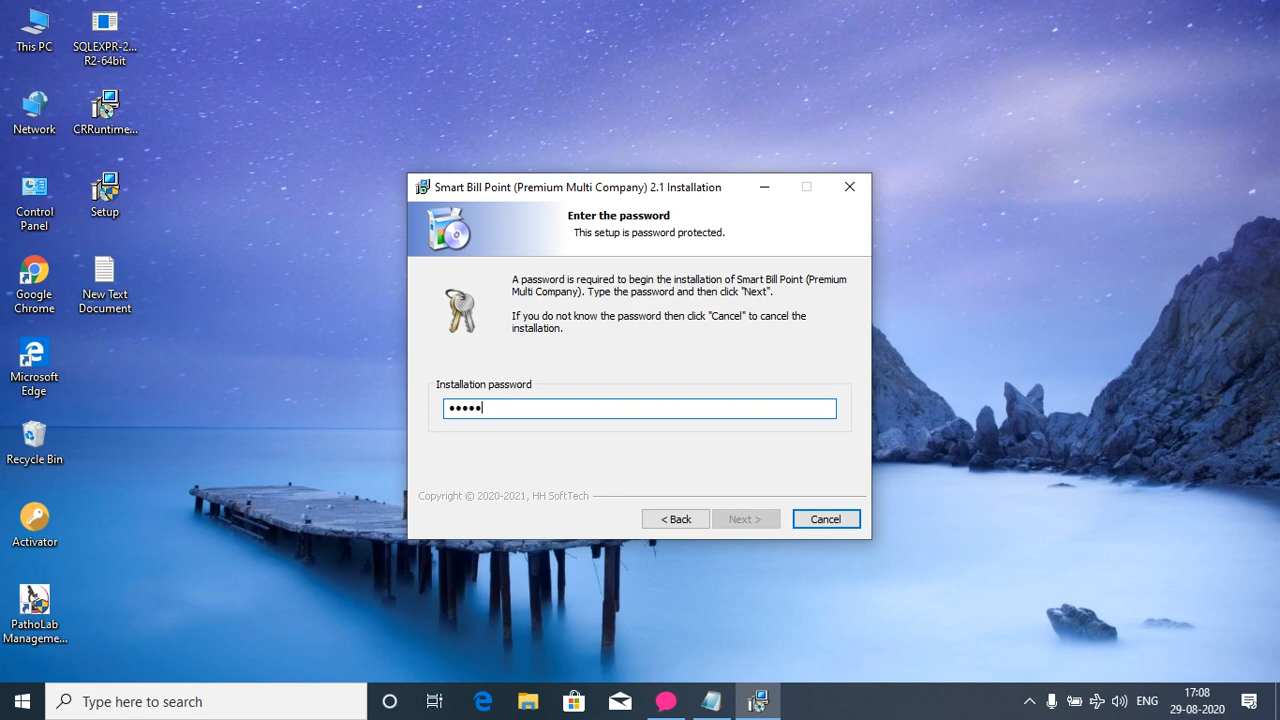 This PC
SQLEXPR-2...
R2-64bit
Network
CRRuntime...
Control
Panel
Setup
Google
Chrome
New Text
Document
Microsoft
Edge
Recycle Bin
Activator
PathoLab
Manageme...
Smart Bill Point (Premium Multi Company) 2.1 Installation
Enter the password
This setup is password protected.
A password is required to begin the installation of Smart Bill Point (Premium
Multi Company). Type the password and then click "Next".
If you do not know the password then click "Cancel" to cancel the
installation.
Installation password
•••••
Copyright © 2020-2021, HH SoftTech
< Back
Next >
Cancel
Type here to search
ENG
17:08
29-08-2020